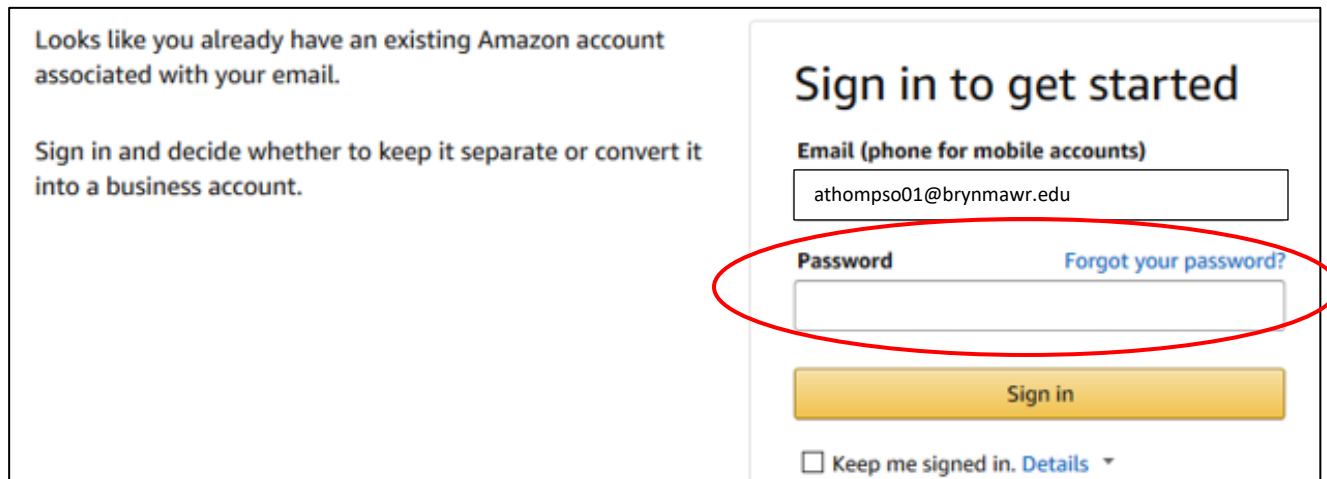 Looks like you already have an existing Amazon account
associated with your email.
Sign in and decide whether to keep it separate or convert it
into a business account.
Sign in to get started
Email (phone for mobile accounts)
athompso01@brynmawr.edu
Password Forgot your password?
Sign in
Keep me signed in. Details